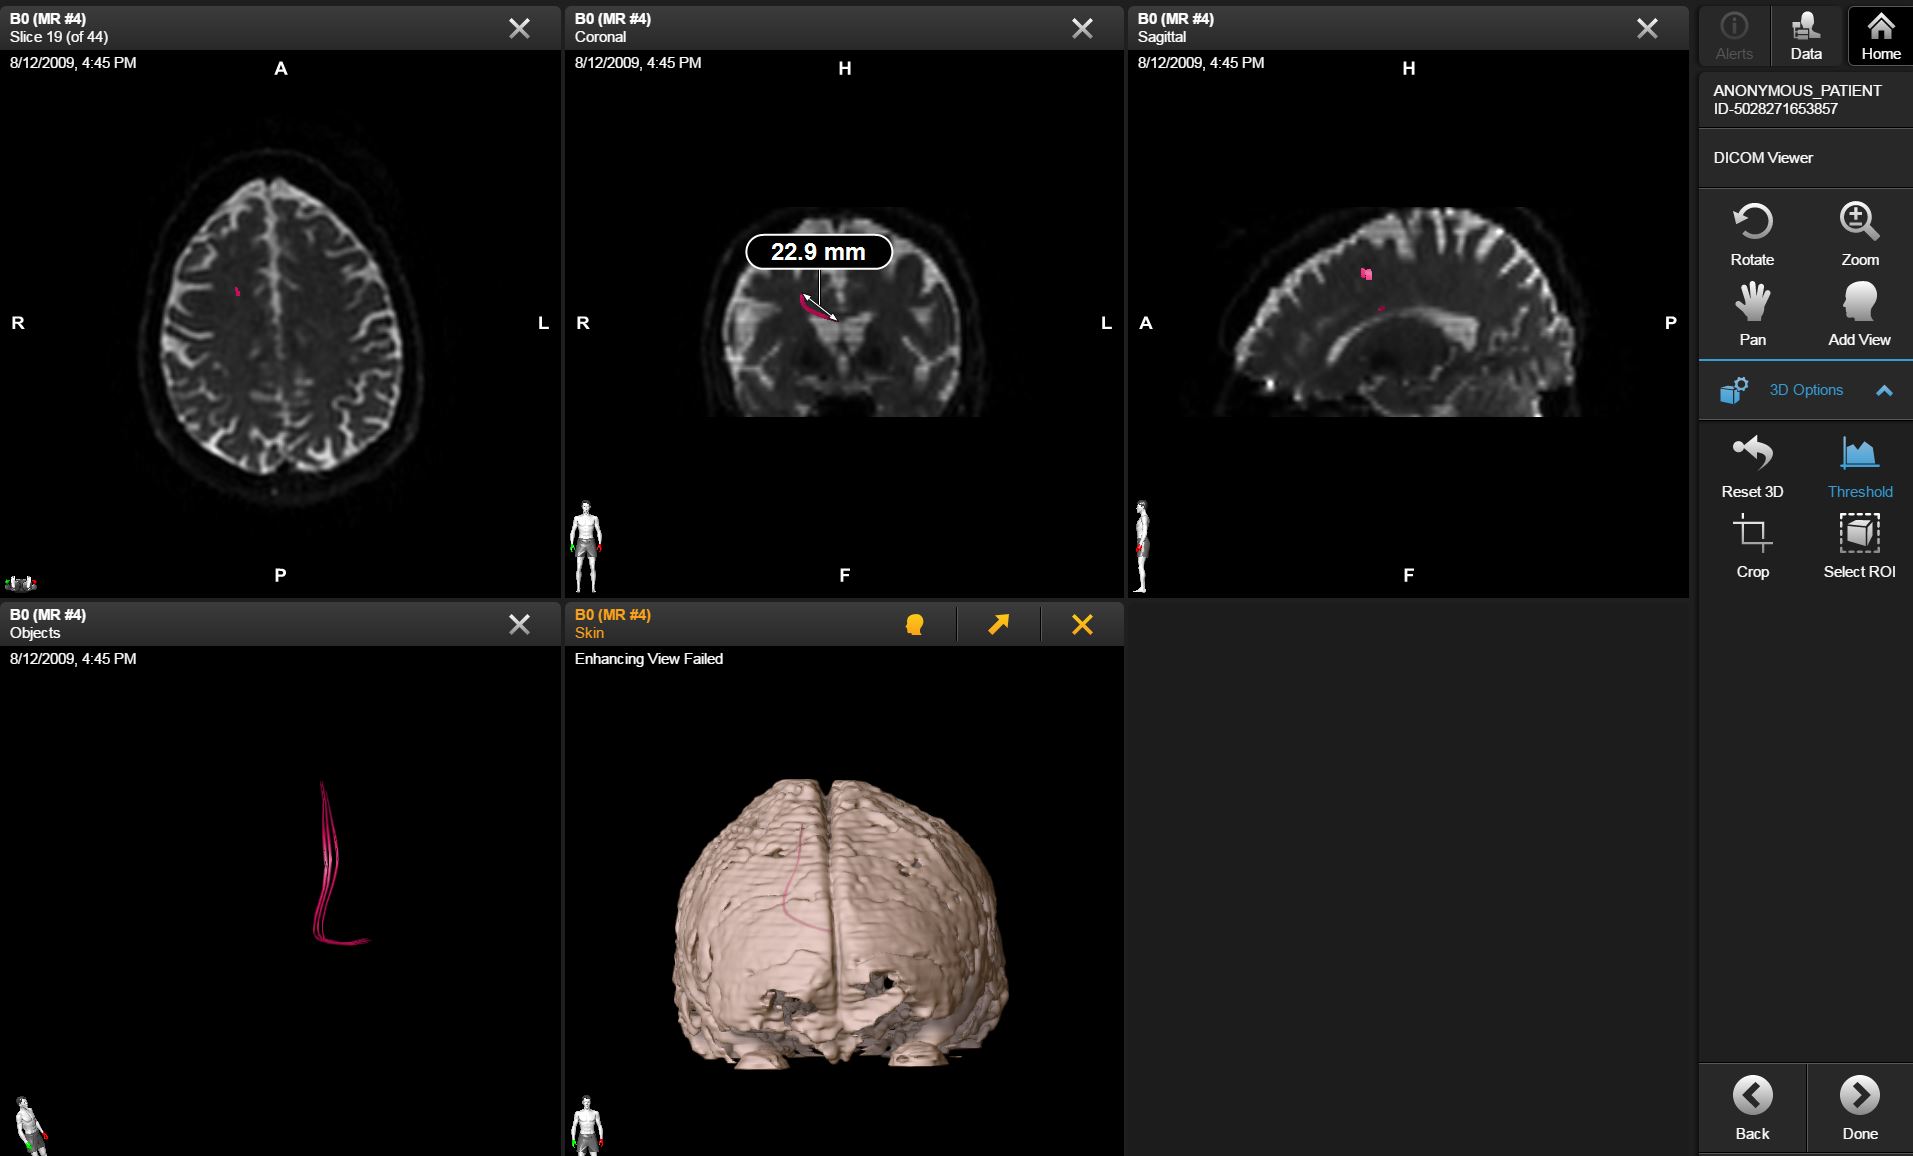 B0 (MR #4)
Slice 19 (of 44)
8/12/2009, 4:45 PM
A
R
L
P
B0 (MR #4)
Coronal
8/12/2009, 4:45 PM
H
22.9 mm
R
L
F
B0 (MR #4)
Sagittal
8/12/2009, 4:45 PM
H
A
P
F
B0 (MR #4)
Objects
8/12/2009, 4:45 PM
B0 (MR #4)
Skin
Enhancing View Failed
Alerts
Data
Home
ANONYMOUS_PATIENT
ID-5028271653857
DICOM Viewer
Rotate
Zoom
Pan
Add View
3D Options
Reset 3D
Threshold
Crop
Select ROI
Back
Done